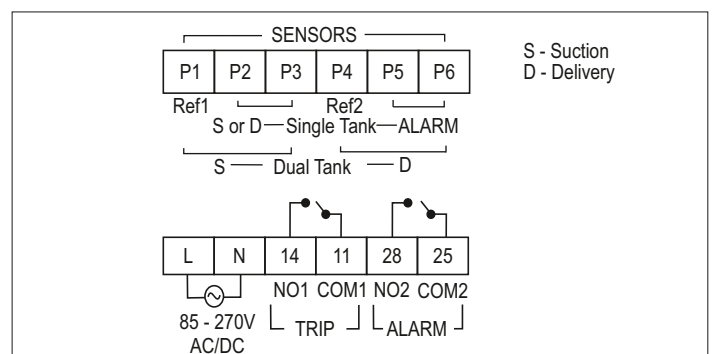 SENSORS
S - Suction
D - Delivery
P1 P2 P3 P4 P5 P6
Ref1 Ref2
S or D Single Tank ALARM
S Dual Tank D
L N 14 11 28 25
NO1 COM1 NO2 COM2
85 - 270V
AC/DC
TRIP ALARM